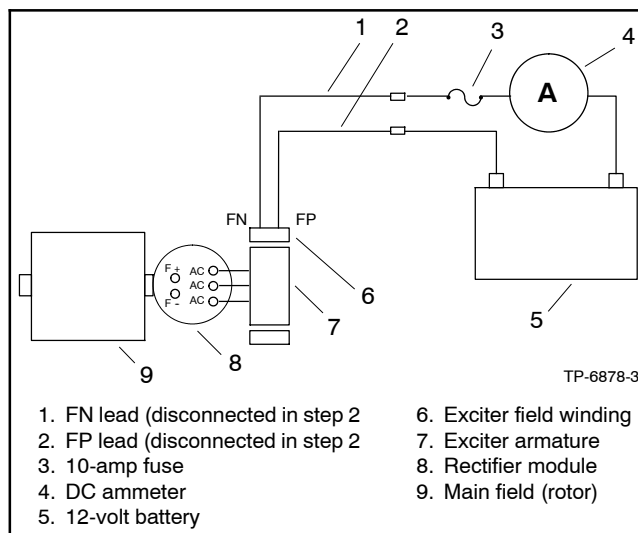 1
2
3
4
A
FN
FP
F +
AC
AC
F -
AC
6
7
8
9
5
TP-6878-3
1. FN lead (disconnected in step 2
2. FP lead (disconnected in step 2
3. 10-amp fuse
4. DC ammeter
5. 12-volt battery
6. Exciter field winding
7. Exciter armature
8. Rectifier module
9. Main field (rotor)